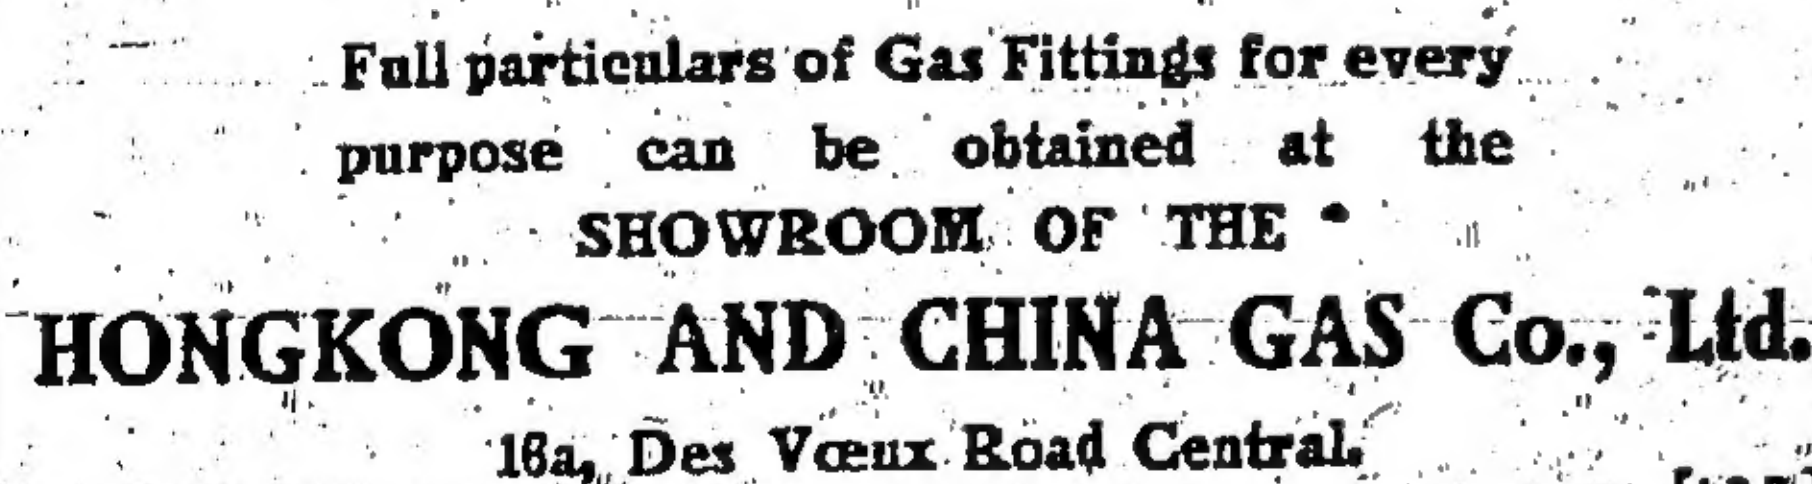 Full particulars of Gas Fittings for every
purpose can be obtained at the
SHOWROOM OF THE
HONGKONG AND CHINA GAS Co., Ltd.
16a, Des Vœux Road Central.